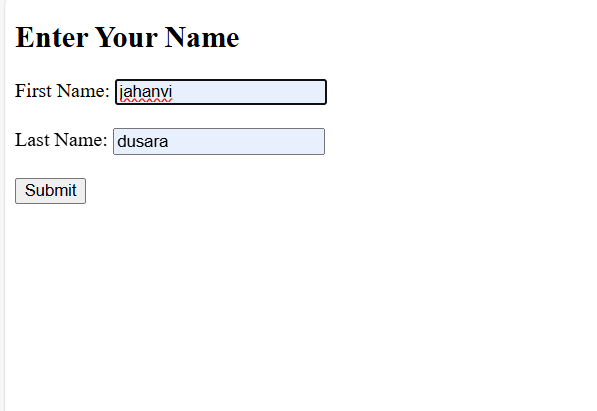 Enter Your Name
First Name: jahanvi
Last Name: dusara
Submit